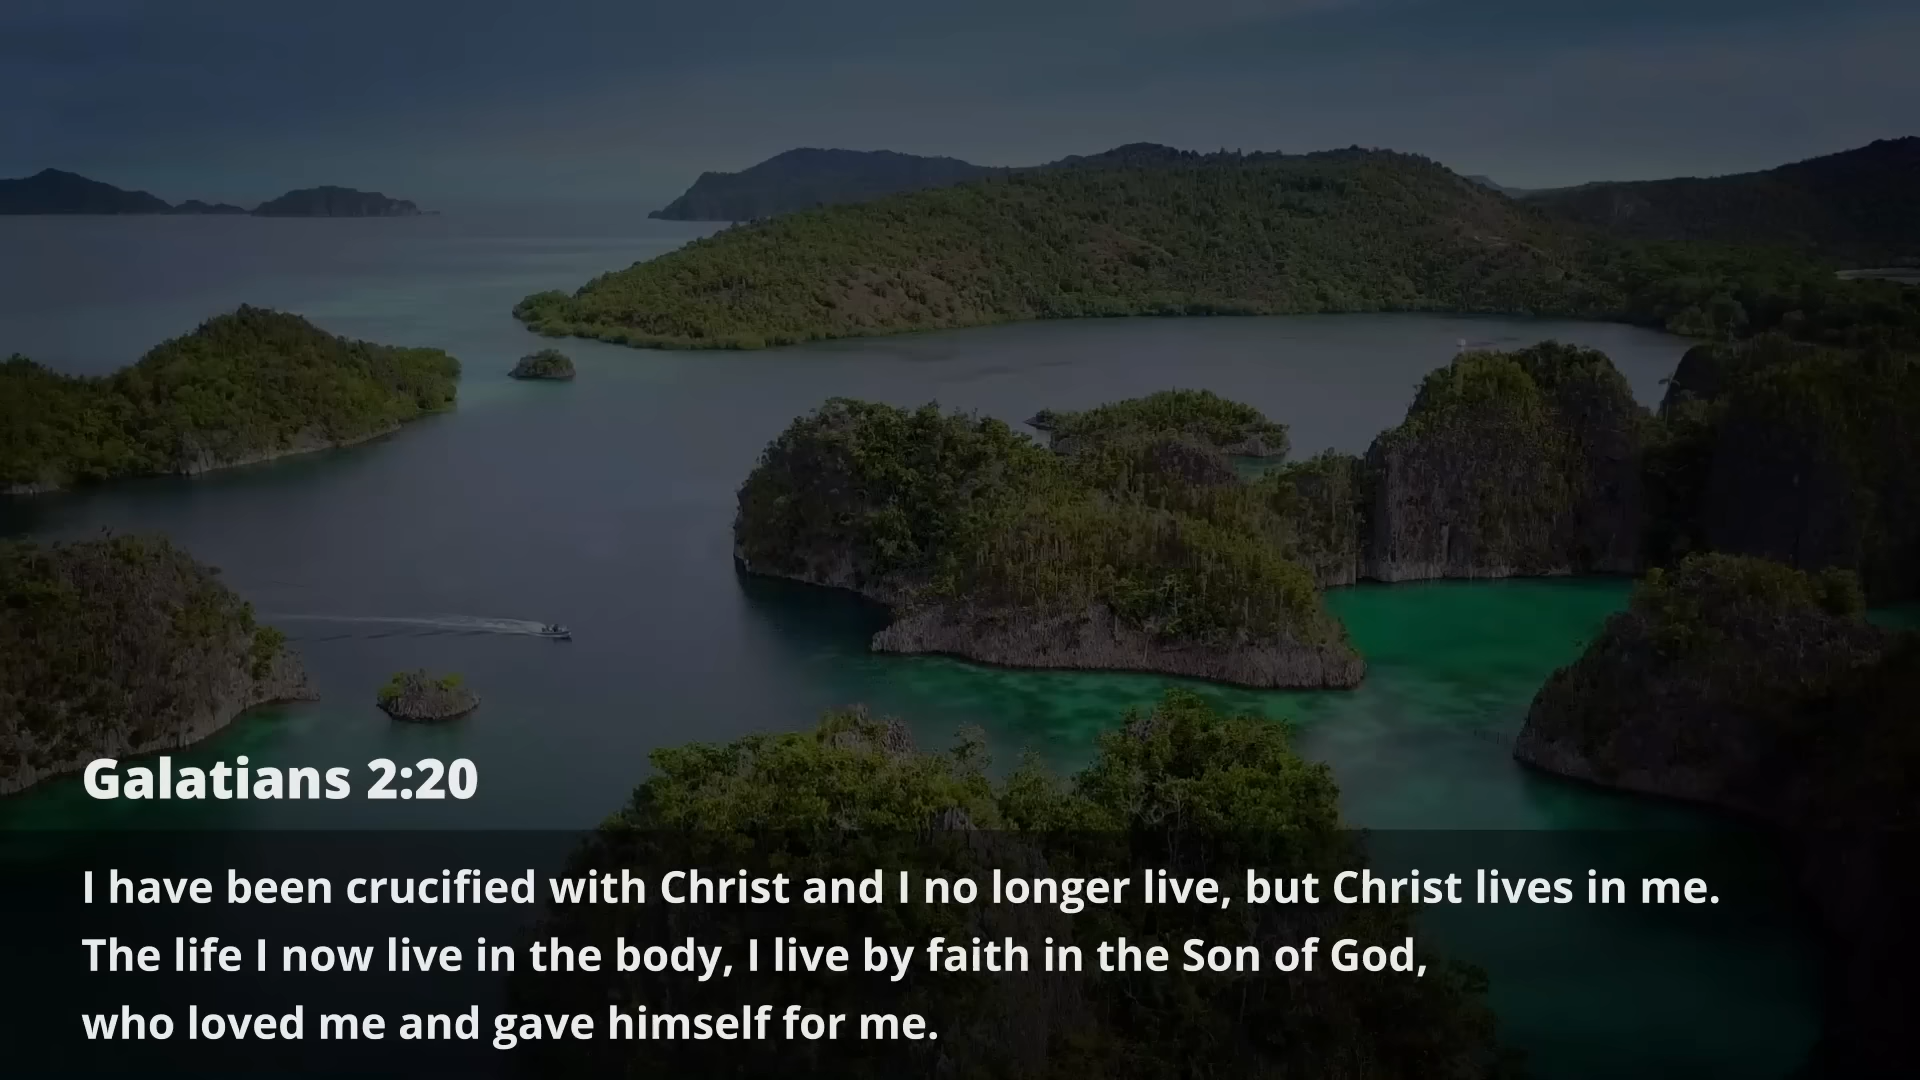 Galatians 2:20
I have been crucified with Christ and I no longer live, but Christ lives in me.
The life I now live in the body, I live by faith in the Son of God,
who loved me and gave himself for me.